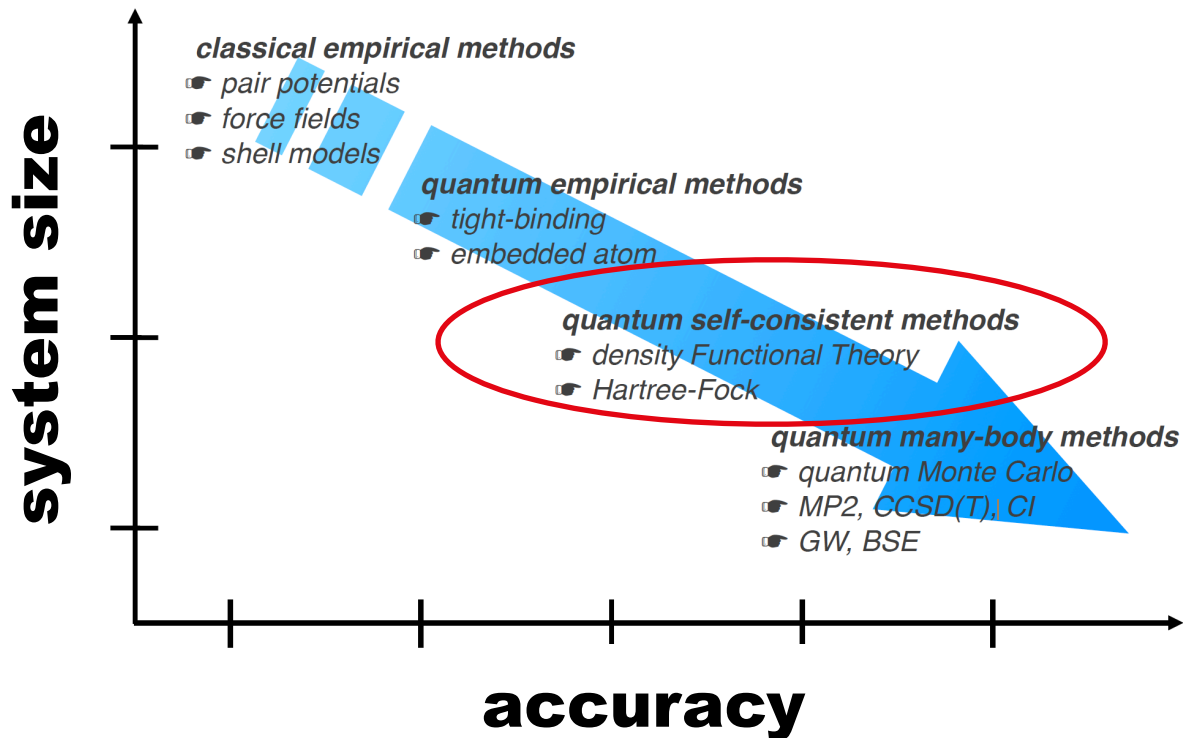 classical empirical methods
☛ pair potentials
☛ force fields
☛ shell models
quantum empirical methods
☛ tight-binding
☛ embedded atom
quantum self-consistent methods
☛ density Functional Theory
☛ Hartree-Fock
quantum many-body methods
☛ quantum Monte Carlo
☛ MP2, CCSD(T), CI
☛ GW, BSE
system size
accuracy